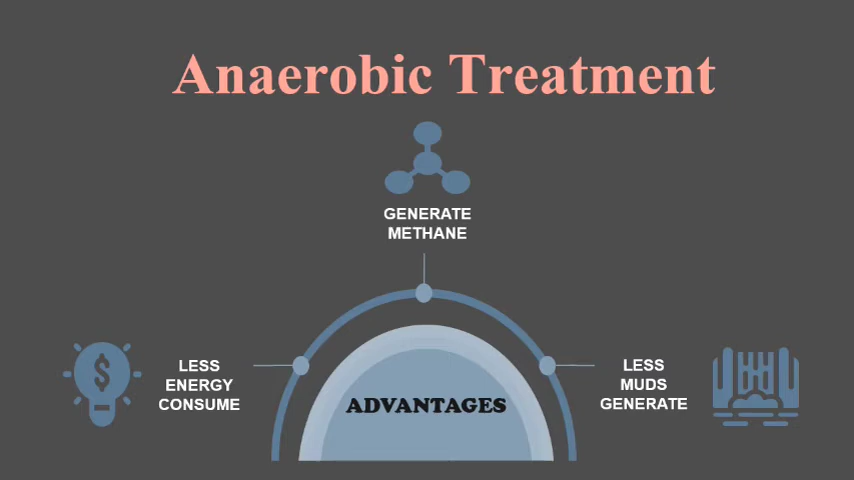 Anaerobic Treatment
GENERATE
METHANE
LESS
ENERGY
CONSUME
ADVANTAGES
LESS
MUDS
GENERATE
$